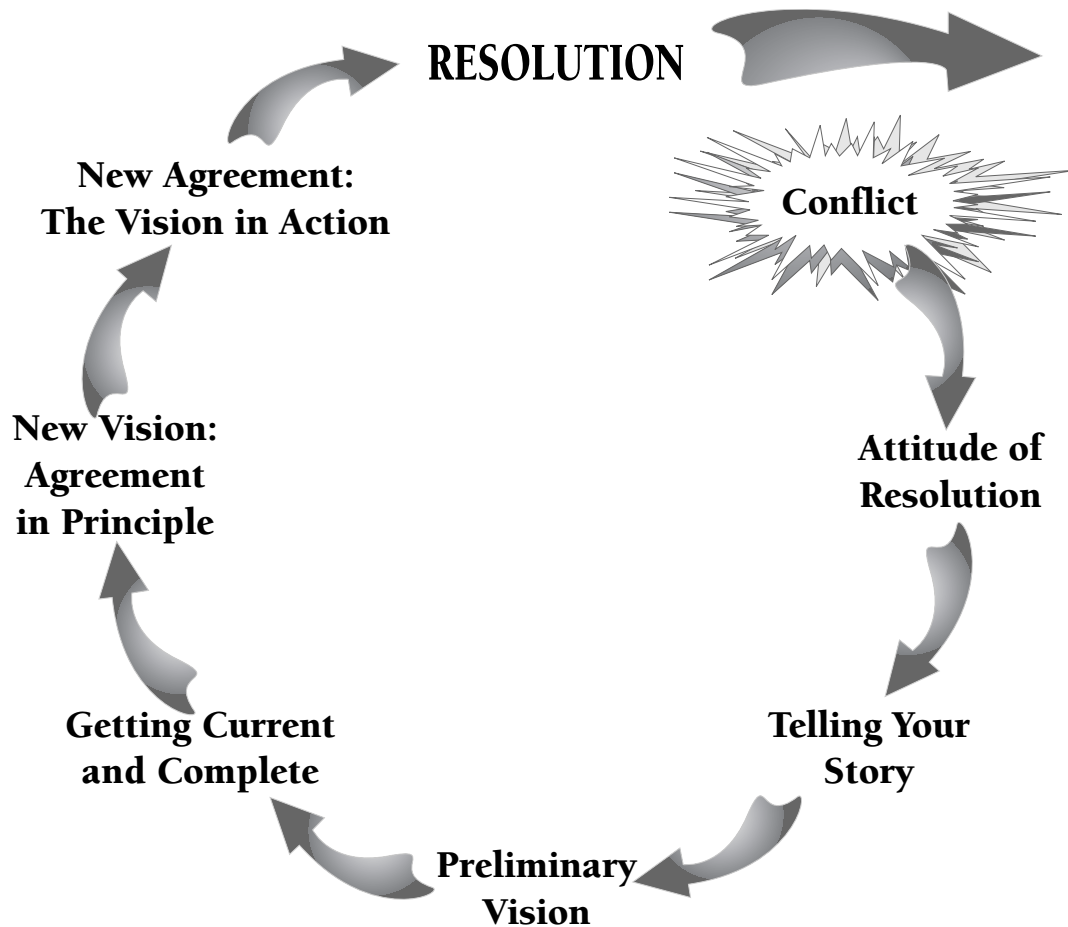 RESOLUTION
Conflict
Attitude of
Resolution
Telling Your
Story
Preliminary
Vision
Getting Current
and Complete
New Vision:
Agreement
in Principle
New Agreement:
The Vision in Action